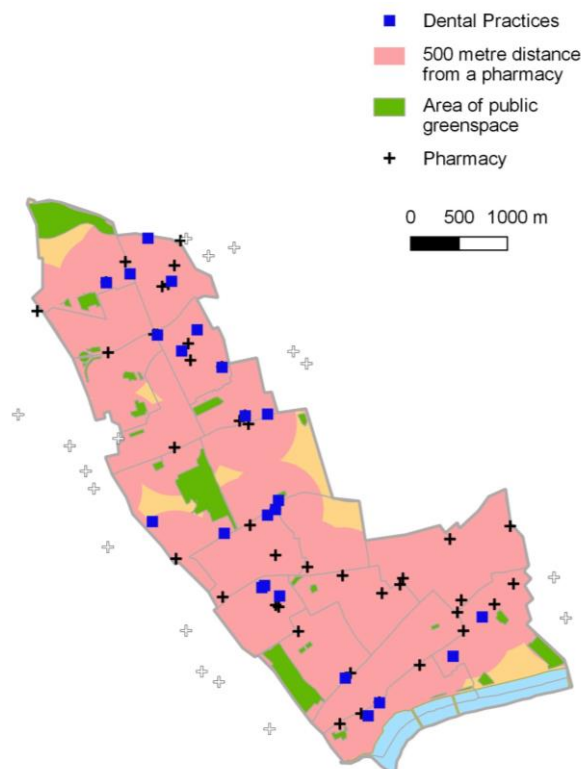 Dental Practices
500 metre distance
from a pharmacy
Area of public
greenspace
Pharmacy
0 500 1000 m